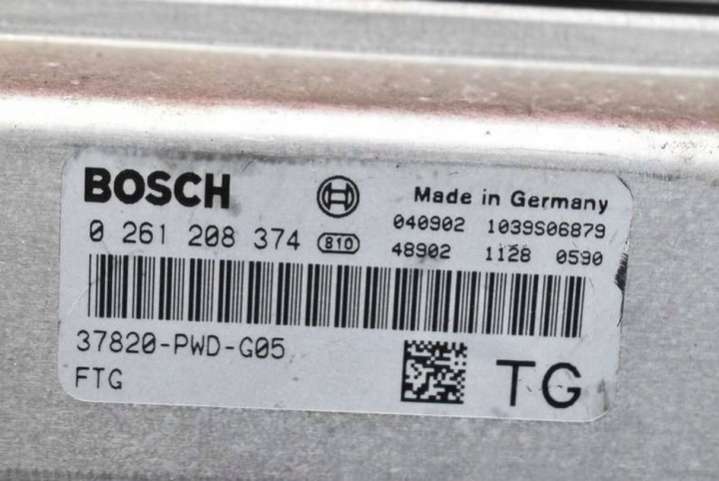 BOSCH
Made in Germany
0 261 208 374 810
040902 1039S06879
48902 1128 0590
37820-PWD-G05
FTG
TG